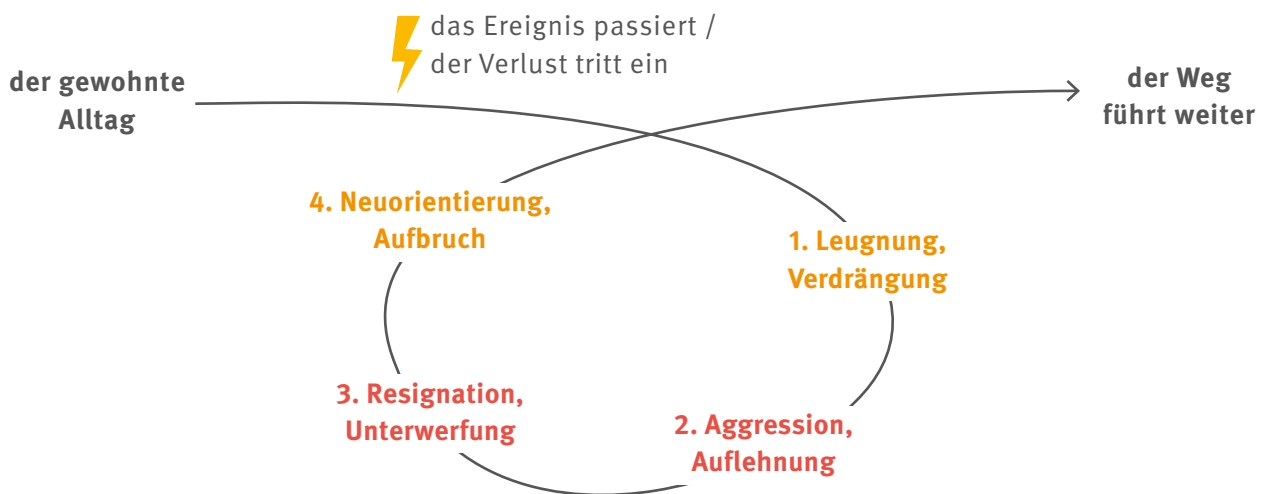 das Ereignis passiert /
der Verlust tritt ein
der gewohnte
Alltag
der Weg
führt weiter
4. Neuorientierung,
Aufbruch
1. Leugnung,
Verdrängung
3. Resignation,
Unterwerfung
2. Aggression,
Auflehnung